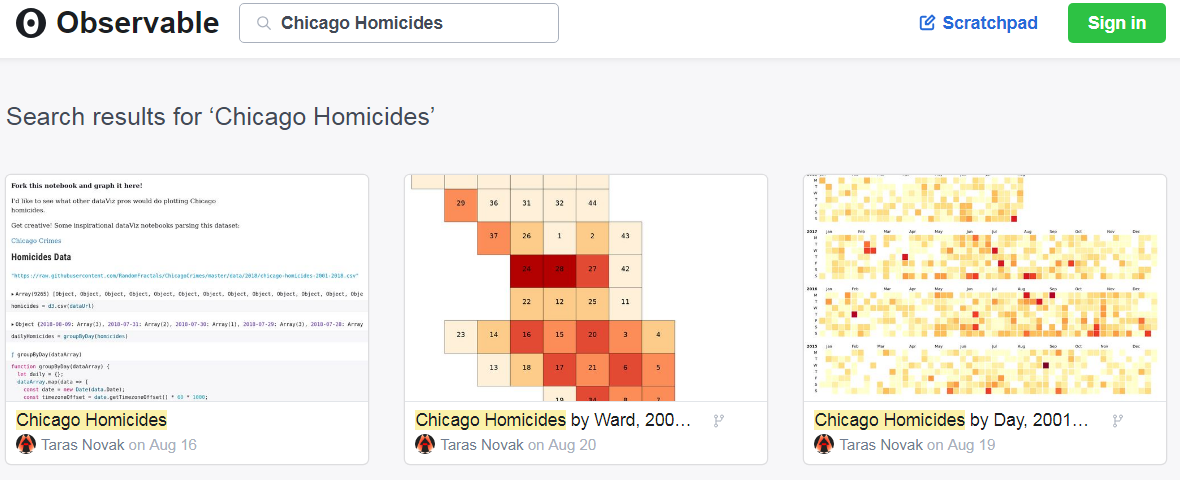 Observable
Chicago Homicides
Scratchpad
Sign in
Search results for ‘Chicago Homicides’
Fork this notebook and graph it here!
I'd like to see what other dataViz pros would do plotting Chicago
homicides.
Get creative! Some inspirational dataViz notebooks parsing this dataset:
Chicago Crimes
Homicides Data
"https://raw.githubusercontent.com/RandomFractals/ChicagoCrimes/master/data/2018/chicago-homicides-2001-2018.csv"
▸Array(9265) [Object, Object, Object, Object, Object, Object, Object, Object, Object, Object, Object, Object, Object, Obje
homicides = d3.csv(dataUrl)
▸Object {2018-08-09: Array(2), 2018-07-31: Array(2), 2018-07-30: Array(1), 2018-07-29: Array(3), 2018-07-28: Array
dailyHomicides = groupByDay(homicides)
ƒ groupByDay(dataArray)
function groupByDay(dataArray) {
let daily = {};
dataArray.map(data => {
const date = new Date(data.Date);
const timezoneOffset = date.getTimezoneOffset() * 60 * 1000;
29 36 31 32 44
37 26 1 2 43
24 28 27 42
22 12 25 11
23 14 16 15 20 3 4
13 18 17 21 6 5
19 34 8 7
Jan Feb Mar Apr May Jun Jul Aug Sep Oct Nov Dec
2017
2016
Jan Feb Mar Apr May Jun Jul Aug Sep Oct Nov Dec
2015
Jan Feb Mar Apr May Jun Jul Aug Sep Oct Nov Dec
Chicago Homicides
Taras Novak on Aug 16
Chicago Homicides by Ward, 200...
Taras Novak on Aug 20
Chicago Homicides by Day, 2001...
Taras Novak on Aug 19